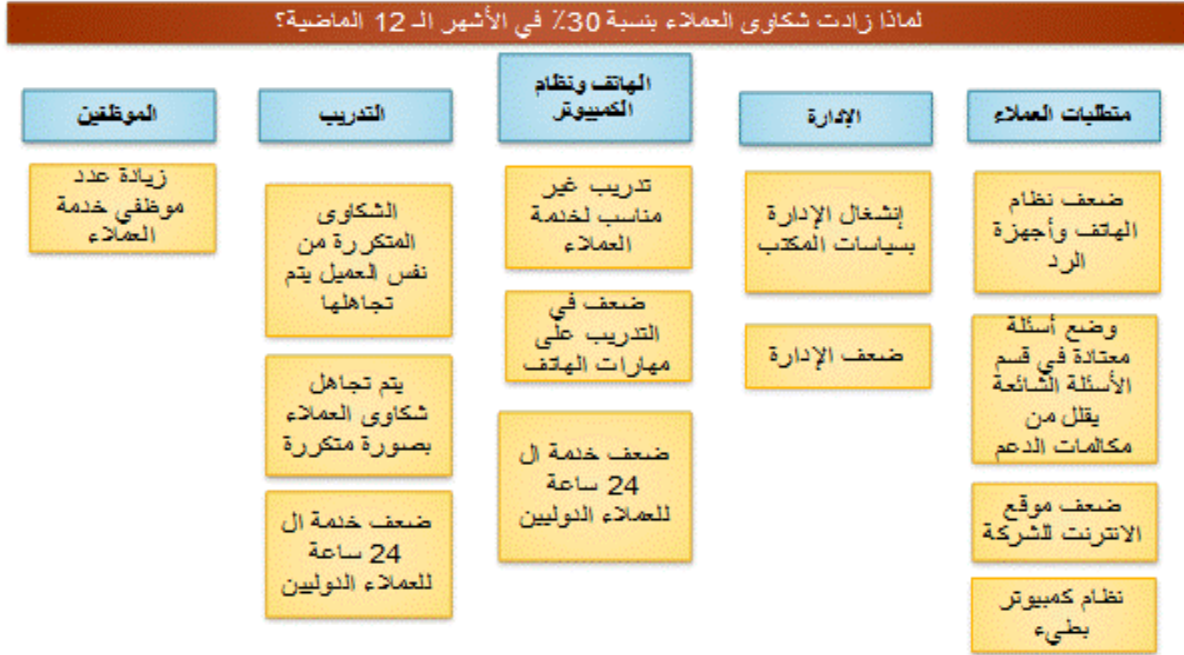 لماذا زادت شكاوى العملاء بنسبة 30٪ في الأشهر الـ 12 الماضية؟
متطلبات العملاء
ضعف نظام
الهاتف وأجهزة
الرد
وضع أسئلة
معتادة في قسم
الأسئلة الشائعة
يقلل من
مكالمات الدعم
ضعف موقع
الانترنت للشركة
نظام كمبيوتر
بطيء
الإدارة
إنشغال الإدارة
بسياسات المكتب
ضعف الإدارة
الهاتف ونظام
الكمبيوتر
تدريب غير
مناسب لخدمة
العملاء
ضعف في
التدريب على
مهارات الهاتف
ضعف خدمة ال
24 ساعة
للعملاء الدوليين
التدريب
الشكاوى
المتكررة من
نفس العميل يتم
تجاهلها
يتم تجاهل
شكاوى العملاء
بصورة متكررة
ضعف خدمة ال
24 ساعة
للعملاء الدوليين
الموظفين
زيادة عدد
موظفي خدمة
العملاء